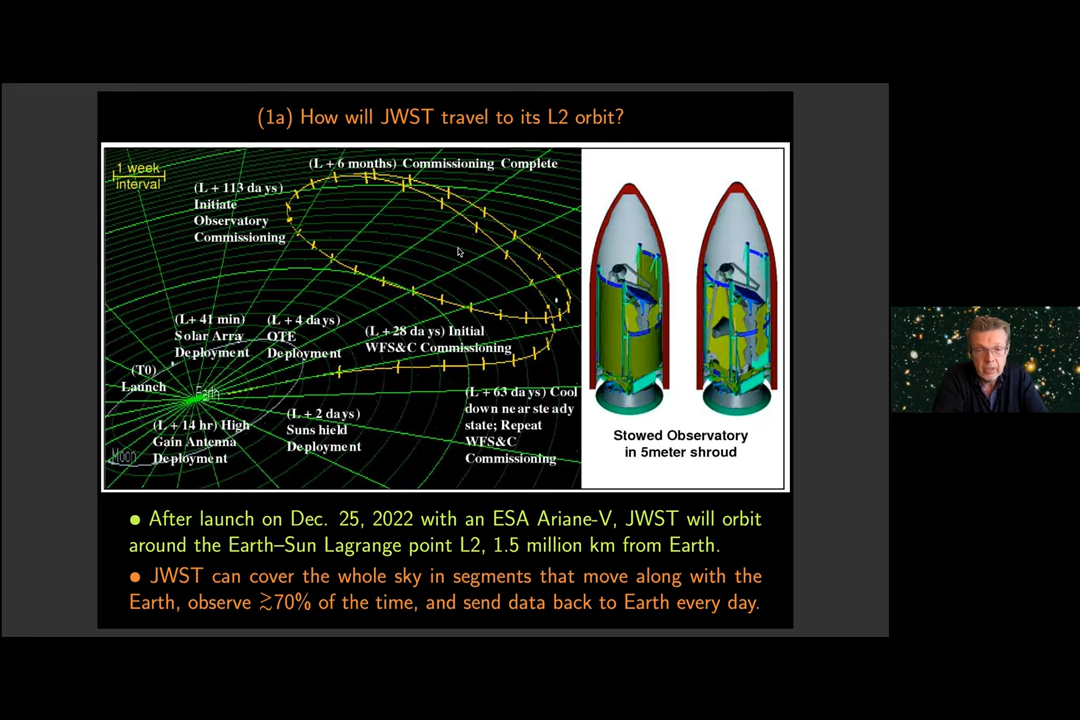 (1a) How will JWST travel to its L2 orbit?
1 week
interval
(L + 6 months) Commissioning Complete
(L + 113 days)
Initiate
Observatory
Commissioning
(L+ 41 min)
Solar Array
Deployment
(L + 4 days)
OTE
Deployment
(L + 28 days) Initial
WFS&C Commissioning
(T0)
Launch
Earth
(L + 14 hr) High
Gain Antenna
Deployment
Moon
(L + 2 days)
Suns hield
Deployment
(L + 63 days) Cool
down near steady
state; Repeat
WFS&C
Commissioning
Stowed Observatory
in 5meter shroud
• After launch on Dec. 25, 2022 with an ESA Ariane-V, JWST will orbit
around the Earth–Sun Lagrange point L2, 1.5 million km from Earth.
• JWST can cover the whole sky in segments that move along with the
Earth, observe ≳70% of the time, and send data back to Earth every day.